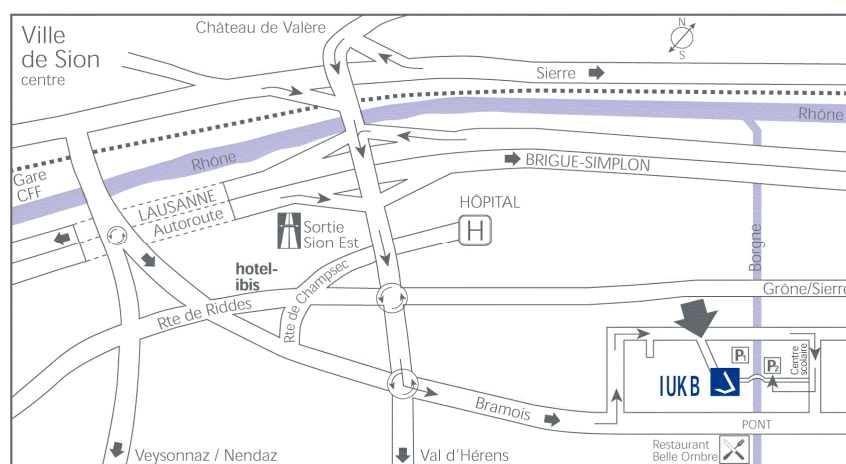 Ville
de Sion
centre
Château de Valère
N
S
Sierre
Rhône
Rhône
Gare
CFF
LAUSANNE
Autoroute
BRIGUE-SIMPLON
HÔPITAL
H
Sortie
Sion Est
hotel-
ibis
Rte de Champsec
Rte de Riddes
Borgne
Grône/Sierre
P1
P2
Centre
scolaire
IUKB
Bramois
PONT
Restaurant
Belle Ombre
Veysonnaz / Nendaz
Val d'Hérens